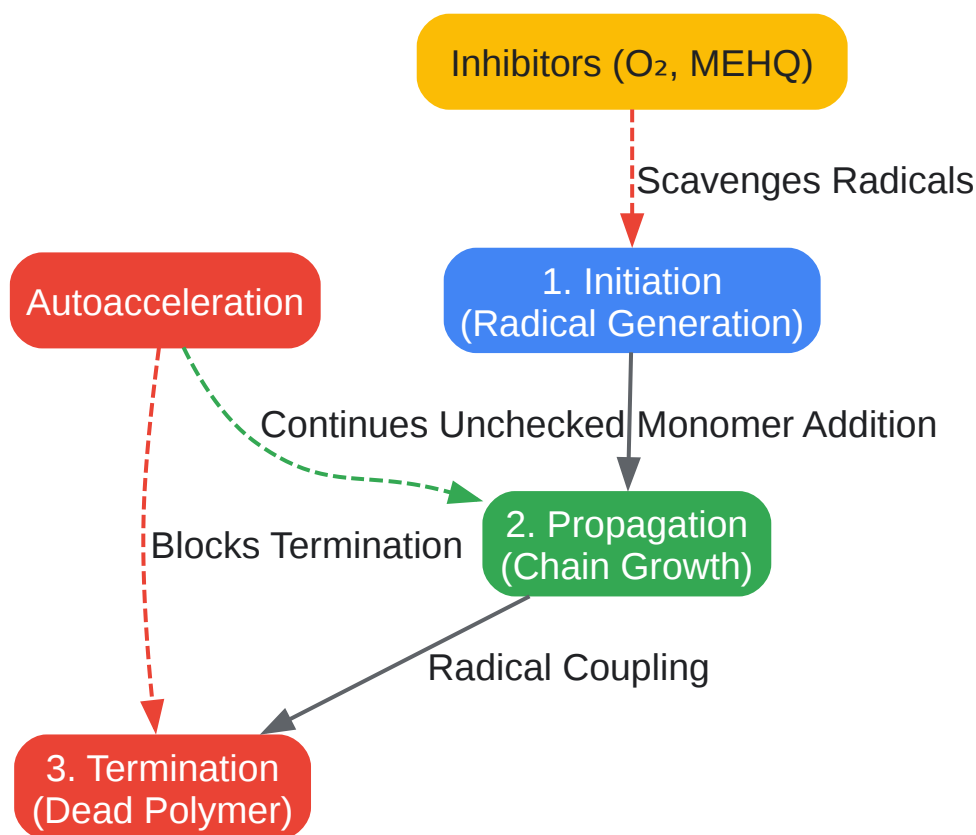 Inhibitors (O₂, MEHQ)
Scavenges Radicals
1. Initiation
(Radical Generation)
Autoacceleration
Continues Unchecked
Monomer Addition
2. Propagation
(Chain Growth)
Blocks Termination
Radical Coupling
3. Termination
(Dead Polymer)